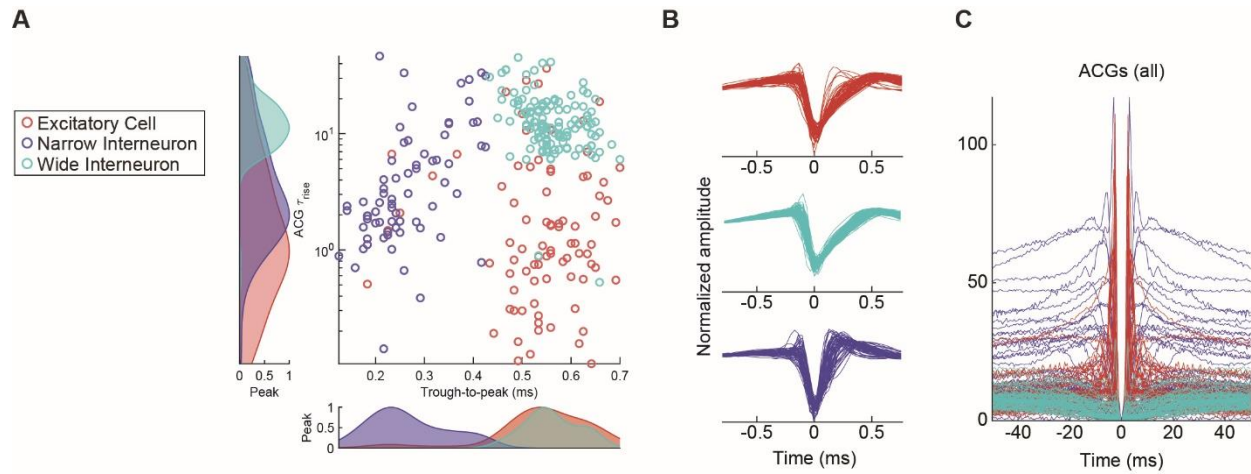 A
B
C
Excitatory Cell
Narrow Interneuron
Wide Interneuron
ACG τrise
10¹
10⁰
0 0.5 1
Peak
0.2 0.3 0.4 0.5 0.6 0.7
Trough-to-peak (ms)
Peak
1
0.5
0
Normalized amplitude
-0.5 0 0.5
-0.5 0 0.5
-0.5 0 0.5
Time (ms)
ACGs (all)
100
50
0
-40 -20 0 20 40
Time (ms)